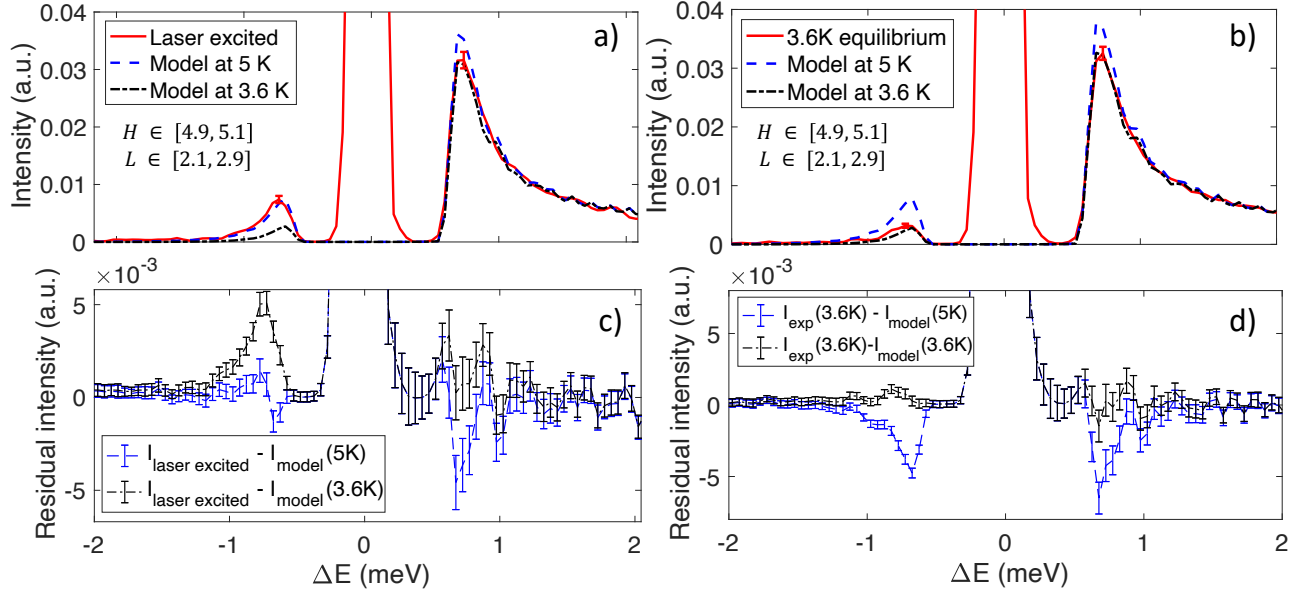 a)
0.04
0.03
0.02
0.01
0
Intensity (a.u.)
Laser excited
Model at 5 K
Model at 3.6 K
H ∈ [4.9, 5.1]
L ∈ [2.1, 2.9]
b)
0.04
0.03
0.02
0.01
0
Intensity (a.u.)
3.6K equilibrium
Model at 5 K
Model at 3.6 K
H ∈ [4.9, 5.1]
L ∈ [2.1, 2.9]
×10⁻³
c)
5
0
-5
Residual intensity (a.u.)
I_laser excited - I_model(5K)
I_laser excited - I_model(3.6K)
-2 -1 0 1 2
ΔE (meV)
×10⁻³
d)
5
0
-5
Residual intensity (a.u.)
I_exp(3.6K) - I_model(5K)
I_exp(3.6K)-I_model(3.6K)
-2 -1 0 1 2
ΔE (meV)